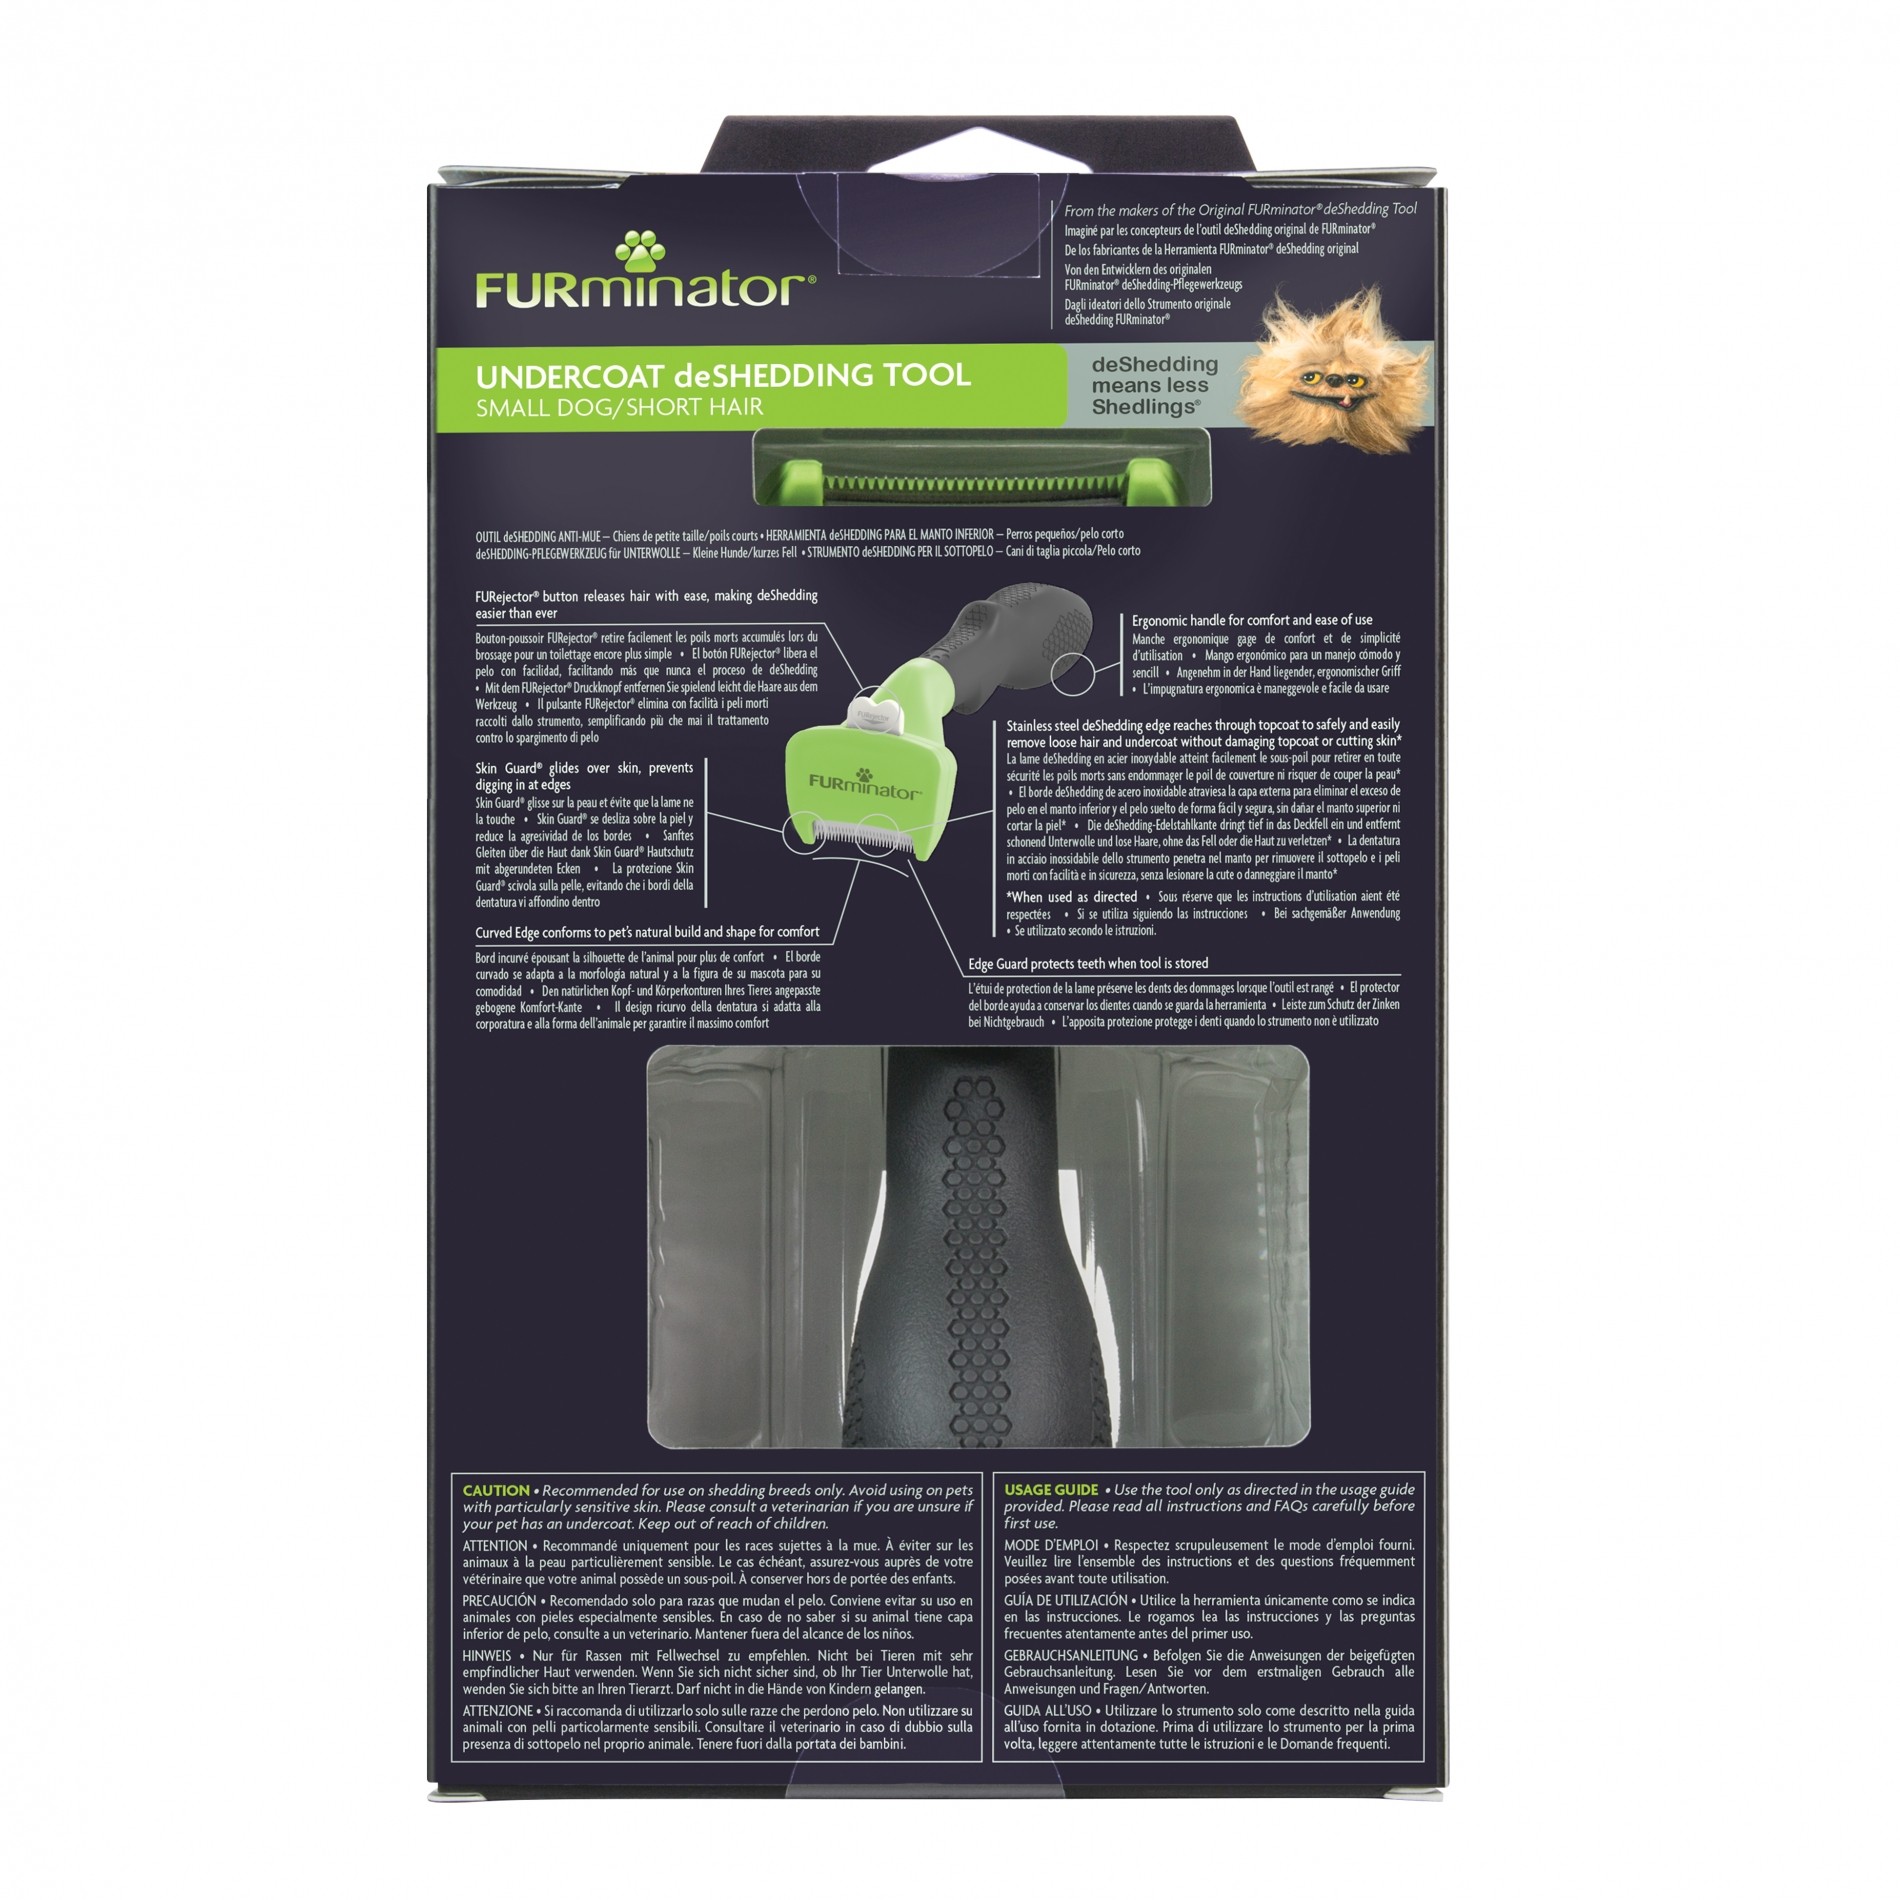 From the makers of the Original FURminator® deShedding Tool
Imaginé par les concepteurs de l'outil deShedding original de FURminator®
De los fabricantes de la Herramienta FURminator® deShedding original
Von den Entwicklern des originalen
FURminator® deShedding-Pflegewerkzeugs
Dagli ideatori dello Strumento originale
deShedding FURminator®
FURminator®
UNDERCOAT deSHEDDING TOOL
SMALL DOG/SHORT HAIR
deShedding
means less
Shedlings®
OUTIL deSHEDDING ANTI-MUE – Chiens de petite taille/poils courts • HERRAMIENTA deSHEDDING PARA EL MANTO INFERIOR – Perros pequeños/pelo corto
deSHEDDING-PFLEGEWERKZEUG für UNTERWOLLE – Kleine Hunde/kurzes Fell • STRUMENTO deSHEDDING PER IL SOTTOPELO – Cani di taglia piccola/Pelo corto
FURejector® button releases hair with ease, making deShedding
easier than ever
Bouton-poussoir FURejector® retire facilement les poils morts accumulés lors du
brossage pour un toilettage encore plus simple • El botón FURejector® libera el
pelo con facilidad, facilitando más que nunca el proceso de deShedding
• Mit dem FURejector® Druckknopf entfernen Sie spielend leicht die Haare aus dem
Werkzeug • Il pulsante FURejector® elimina con facilità i peli morti
raccolti dallo strumento, semplificando più che mai il trattamento
contro lo spargimento di pelo
Skin Guard® glides over skin, prevents
digging in at edges
Skin Guard® glisse sur la peau et évite que la lame ne
la touche • Skin Guard® se desliza sobre la piel y
reduce la agresividad de los bordes • Sanftes
Gleiten über die Haut dank Skin Guard® Hautschutz
mit abgerundeten Ecken • La protezione Skin
Guard® scivola sulla pelle, evitando che i bordi della
dentatura vi affondino dentro
Curved Edge conforms to pet's natural build and shape for comfort
Bord incurvé épousant la silhouette de l'animal pour plus de confort • El borde
curvado se adapta a la morfología natural y a la figura de su mascota para su
comodidad • Den natürlichen Kopf- und Körperkonturen Ihres Tieres angepasste
gebogene Komfort-Kante • Il design ricurvo della dentatura si adatta alla
corporatura e alla forma dell'animale per garantire il massimo comfort
FURejector
FURminator
Ergonomic handle for comfort and ease of use
Manche ergonomique gage de confort et de simplicité
d'utilisation • Mango ergonómico para un manejo cómodo y
sencill • Angenehm in der Hand liegender, ergonomischer Griff
• L'impugnatura ergonomica è maneggevole e facile da usare
Stainless steel deShedding edge reaches through topcoat to safely and easily
remove loose hair and undercoat without damaging topcoat or cutting skin*
La lame deShedding en acier inoxydable atteint facilement le sous-poil pour retirer en toute
sécurité les poils morts sans endommager le poil de couverture ni risquer de couper la peau*
• El borde deShedding de acero inoxidable atraviesa la capa externa para eliminar el exceso de
pelo en el manto inferior y el pelo suelto de forma fácil y segura, sin dañar el manto superior ni
cortar la piel* • Die deShedding-Edelstahlkante dringt tief in das Deckfell ein und entfernt
schonend Unterwolle und lose Haare, ohne das Fell oder die Haut zu verletzen* • La dentatura
in acciaio inossidabile dello strumento penetra nel manto per rimuovere il sottopelo e i peli
morti con facilità e in sicurezza, senza lesionare la cute o danneggiare il manto*
*When used as directed • Sous réserve que les instructions d'utilisation aient été
respectées • Si se utiliza siguiendo las instrucciones • Bei sachgemäßer Anwendung
• Se utilizzato secondo le istruzioni.
Edge Guard protects teeth when tool is stored
L'étui de protection de la lame préserve les dents des dommages lorsque l'outil est rangé • El protector
del borde ayuda a conservar los dientes cuando se guarda la herramienta • Leiste zum Schutz der Zinken
bei Nichtgebrauch • L'apposita protezione protegge i denti quando lo strumento non è utilizzato
CAUTION • Recommended for use on shedding breeds only. Avoid using on pets
with particularly sensitive skin. Please consult a veterinarian if you are unsure if
your pet has an undercoat. Keep out of reach of children.
ATTENTION • Recommandé uniquement pour les races sujettes à la mue. À éviter sur les
animaux à la peau particulièrement sensible. Le cas échéant, assurez-vous auprès de votre
vétérinaire que votre animal possède un sous-poil. À conserver hors de portée des enfants.
PRECAUCIÓN • Recomendado solo para razas que mudan el pelo. Conviene evitar su uso en
animales con pieles especialmente sensibles. En caso de no saber si su animal tiene capa
inferior de pelo, consulte a un veterinario. Mantener fuera del alcance de los niños.
HINWEIS • Nur für Rassen mit Fellwechsel zu empfehlen. Nicht bei Tieren mit sehr
empfindlicher Haut verwenden. Wenn Sie sich nicht sicher sind, ob Ihr Tier Unterwolle hat,
wenden Sie sich bitte an Ihren Tierarzt. Darf nicht in die Hände von Kindern gelangen.
ATTENZIONE • Si raccomanda di utilizzarlo solo sulle razze che perdono pelo. Non utilizzare su
animali con pelli particolarmente sensibili. Consultare il veterinario in caso di dubbio sulla
presenza di sottopelo nel proprio animale. Tenere fuori dalla portata dei bambini.
USAGE GUIDE • Use the tool only as directed in the usage guide
provided. Please read all instructions and FAQs carefully before
first use.
MODE D'EMPLOI • Respectez scrupuleusement le mode d'emploi fourni.
Veuillez lire l'ensemble des instructions et des questions fréquemment
posées avant toute utilisation.
GUÍA DE UTILIZACIÓN • Utilice la herramienta únicamente como se indica
en las instrucciones. Le rogamos lea las instrucciones y las preguntas
frecuentes atentamente antes del primer uso.
GEBRAUCHSANLEITUNG • Befolgen Sie die Anweisungen der beigefügten
Gebrauchsanleitung. Lesen Sie vor dem erstmaligen Gebrauch alle
Anweisungen und Fragen/Antworten.
GUIDA ALL'USO • Utilizzare lo strumento solo come descritto nella guida
all'uso fornita in dotazione. Prima di utilizzare lo strumento per la prima
volta, leggere attentamente tutte le istruzioni e le Domande frequenti.